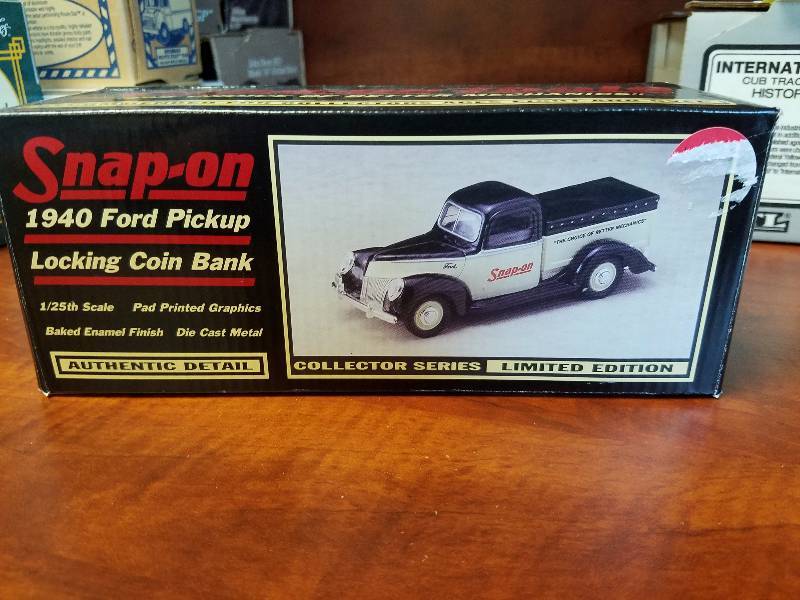 Snap-on
1940 Ford Pickup
Locking Coin Bank
1/25th Scale Pad Printed Graphics
Baked Enamel Finish Die Cast Metal
AUTHENTIC DETAIL
Ford
Snap-on
"THE CHOICE OF BETTER MECHANICS"
COLLECTOR SERIES LIMITED EDITION
INTERNAT
CUB TRAC
HISTOR